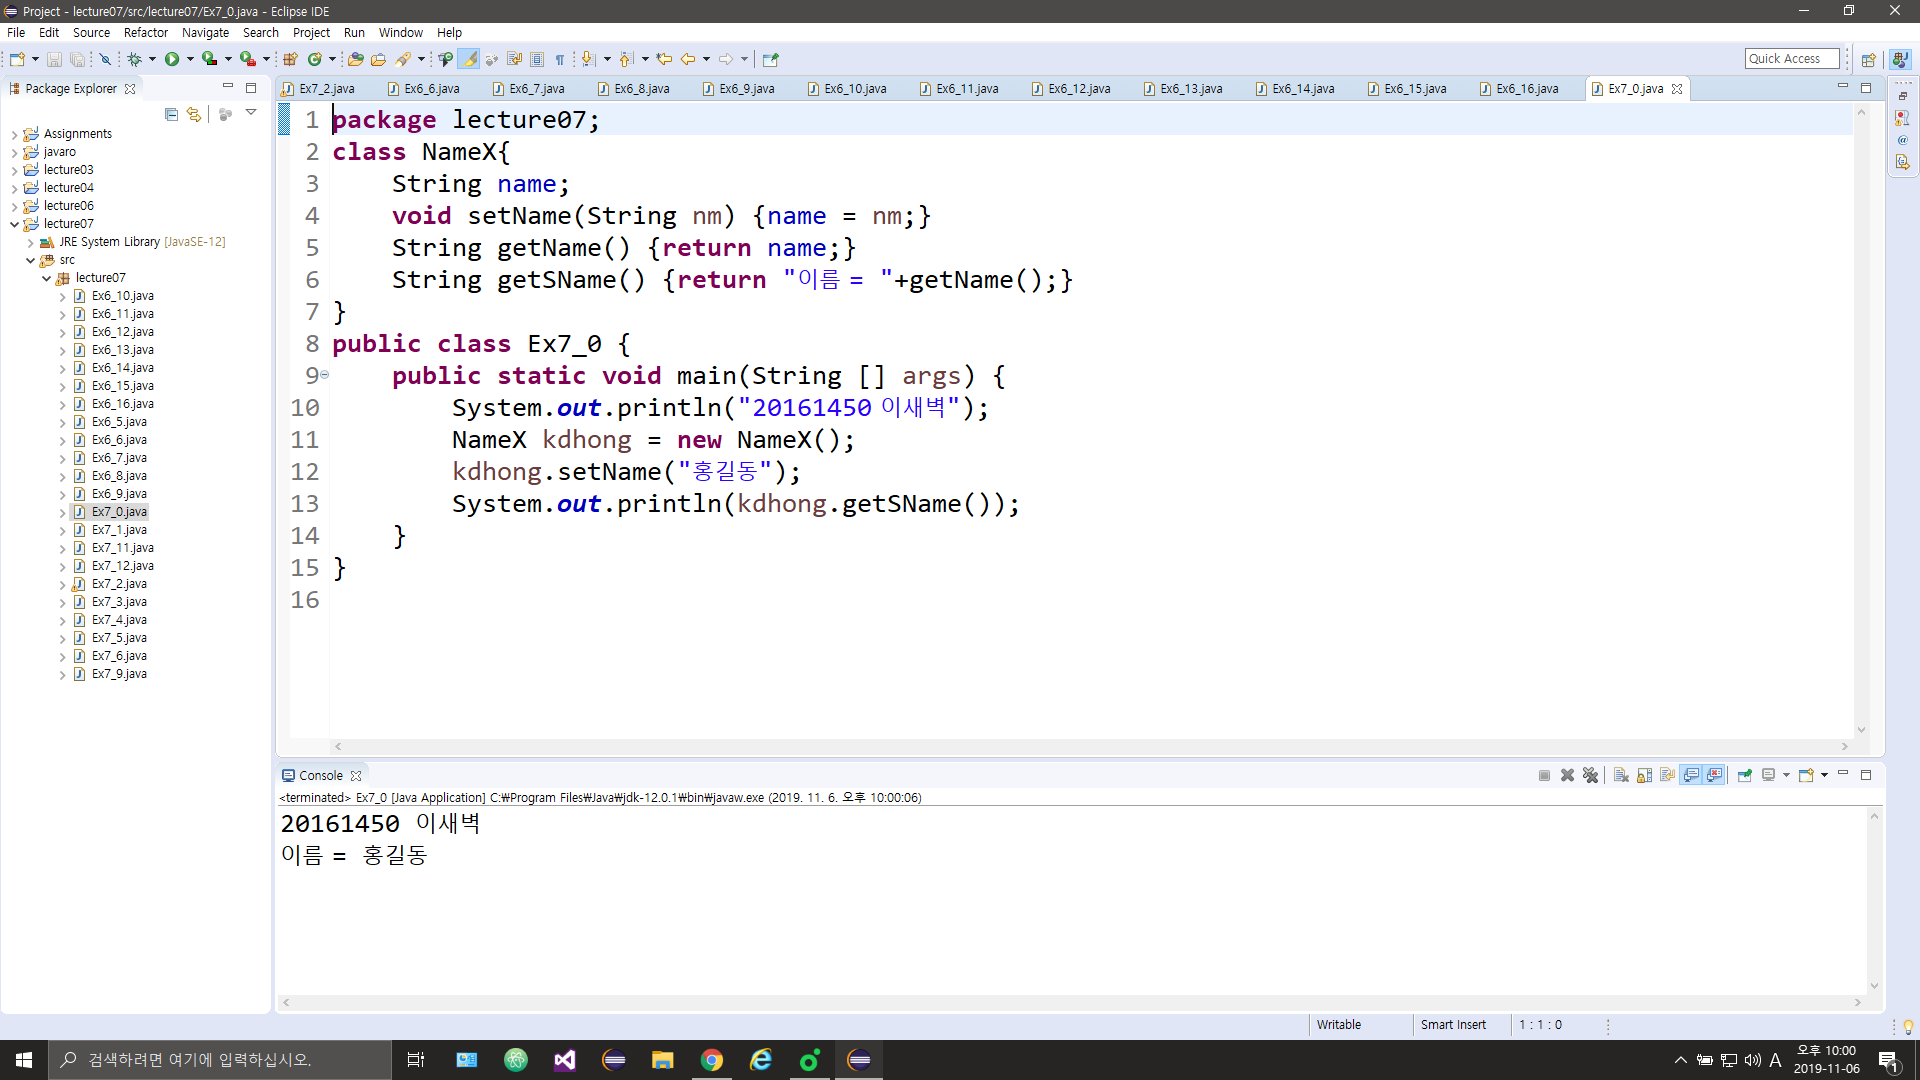 Project - lecture07/src/lecture07/Ex7_0.java - Eclipse IDE
File Edit Source Refactor Navigate Search Project Run Window Help
Quick Access
Package Explorer
Ex7_2.java Ex6_6.java Ex6_7.java Ex6_8.java Ex6_9.java Ex6_10.java Ex6_11.java Ex6_12.java Ex6_13.java Ex6_14.java Ex6_15.java Ex6_16.java Ex7_0.java
Assignments
javaro
lecture03
lecture04
lecture06
lecture07
JRE System Library [JavaSE-12]
src
lecture07
Ex6_10.java
Ex6_11.java
Ex6_12.java
Ex6_13.java
Ex6_14.java
Ex6_15.java
Ex6_16.java
Ex6_5.java
Ex6_6.java
Ex6_7.java
Ex6_8.java
Ex6_9.java
Ex7_0.java
Ex7_1.java
Ex7_11.java
Ex7_12.java
Ex7_2.java
Ex7_3.java
Ex7_4.java
Ex7_5.java
Ex7_6.java
Ex7_9.java
1 package lecture07;
2 class NameX{
3     String name;
4     void setName(String nm) {name = nm;}
5     String getName() {return name;}
6     String getSName() {return "이름 = "+getName();}
7 }
8 public class Ex7_0 {
9     public static void main(String [] args) {
10         System.out.println("20161450 이새벽");
11         NameX kdhong = new NameX();
12         kdhong.setName("홍길동");
13         System.out.println(kdhong.getSName());
14     }
15 }
16
Console
<terminated> Ex7_0 [Java Application] C:₩Program Files₩Java₩jdk-12.0.1₩bin₩javaw.exe (2019. 11. 6. 오후 10:00:06)
20161450 이새벽
이름 = 홍길동
Writable Smart Insert 1 : 1 : 0
검색하려면 여기에 입력하십시오.
A 오후 10:00
2019-11-06
1